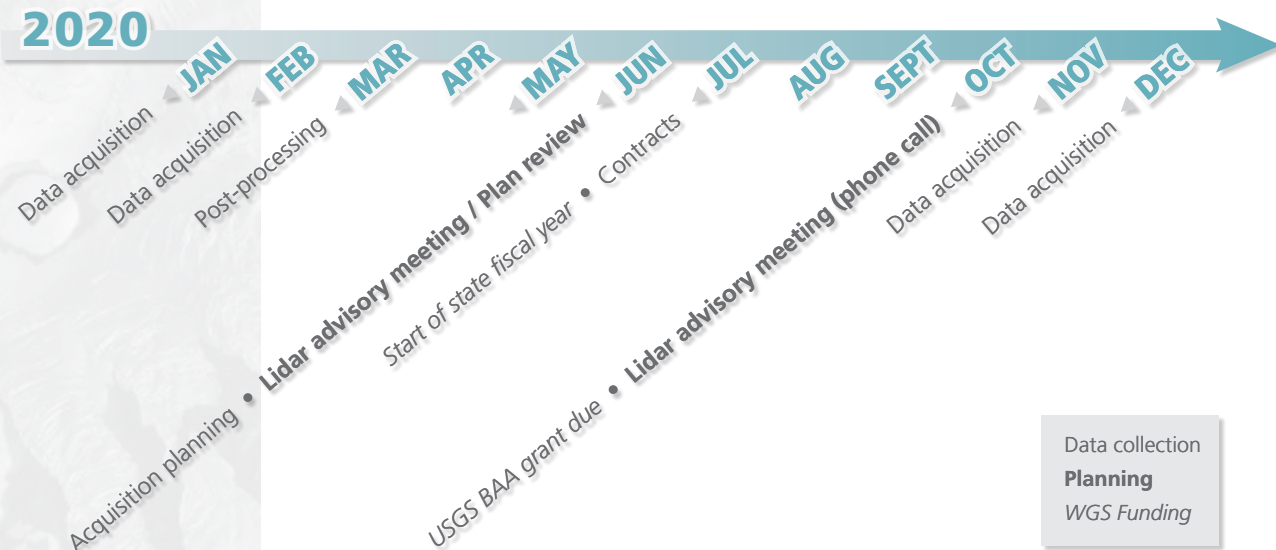 2020
JAN
FEB
MAR
APR
MAY
JUN
JUL
AUG
SEPT
OCT
NOV
DEC
Data acquisition
Data acquisition
Post-processing
Acquisition planning • Lidar advisory meeting / Plan review
Start of state fiscal year • Contracts
USGS BAA grant due • Lidar advisory meeting (phone call)
Data acquisition
Data acquisition
Data collection
Planning
WGS Funding